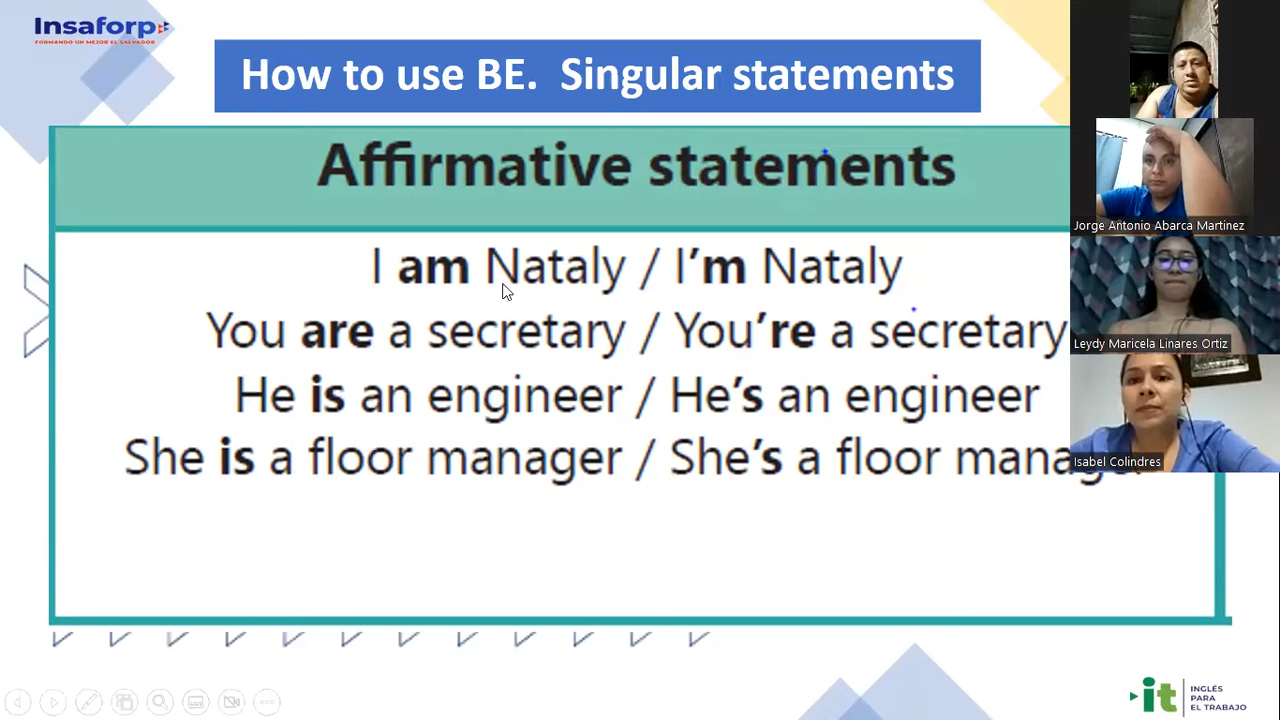 Insaforp
FORMANDO UN MEJOR EL SALVADOR
How to use BE. Singular statements
Affirmative statements
I am Nataly / I'm Nataly
You are a secretary / You're a secretary
He is an engineer / He's an engineer
She is a floor manager / She's a floor manager
Jorge Antonio Abarca Martinez
Leydy Maricela Linares Ortiz
Isabel Colindres
it
INGLÉS
PARA
EL TRABAJO